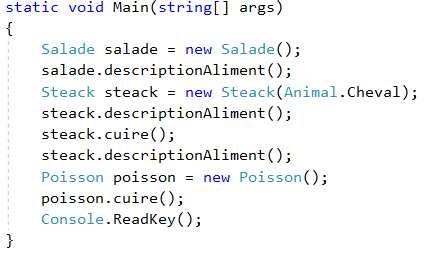 static void Main(string[] args)
{
    Salade salade = new Salade();
    salade.descriptionAliment();
    Steack steack = new Steack(Animal.Cheval);
    steack.descriptionAliment();
    steack.cuire();
    steack.descriptionAliment();
    Poisson poisson = new Poisson();
    poisson.cuire();
    Console.ReadKey();
}